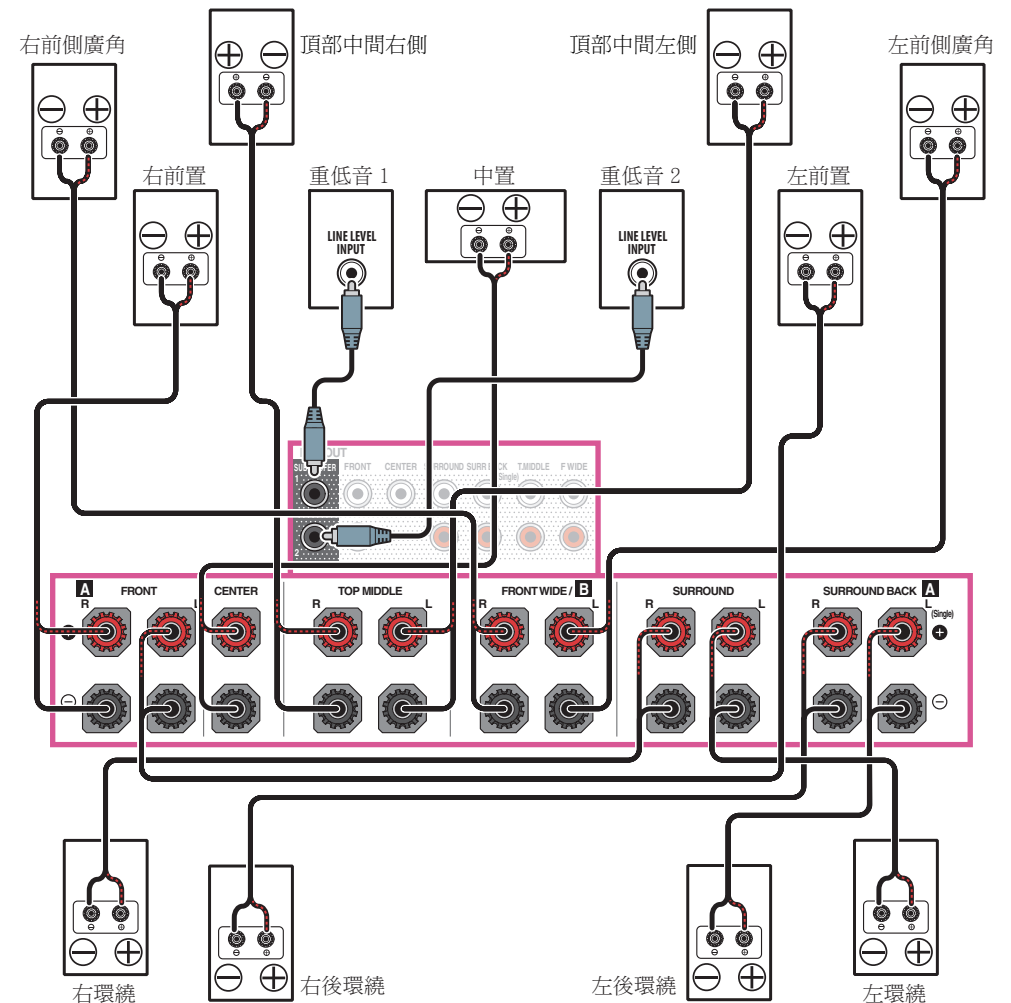 右前側廣角
頂部中間右側
頂部中間左側
左前側廣角
右前置
重低音 1
中置
重低音 2
左前置
LINE LEVEL
INPUT
LINE LEVEL
INPUT
OUT
FRONT
CENTER
SURR BACK
(Single)
T.MIDDLE
F WIDE
1
2
A
FRONT
R
L
CENTER
TOP MIDDLE
R
L
FRONT WIDE / B
R
L
SURROUND
R
L
SURROUND BACK A
R
L
(Single)
右環繞
右後環繞
左後環繞
左環繞